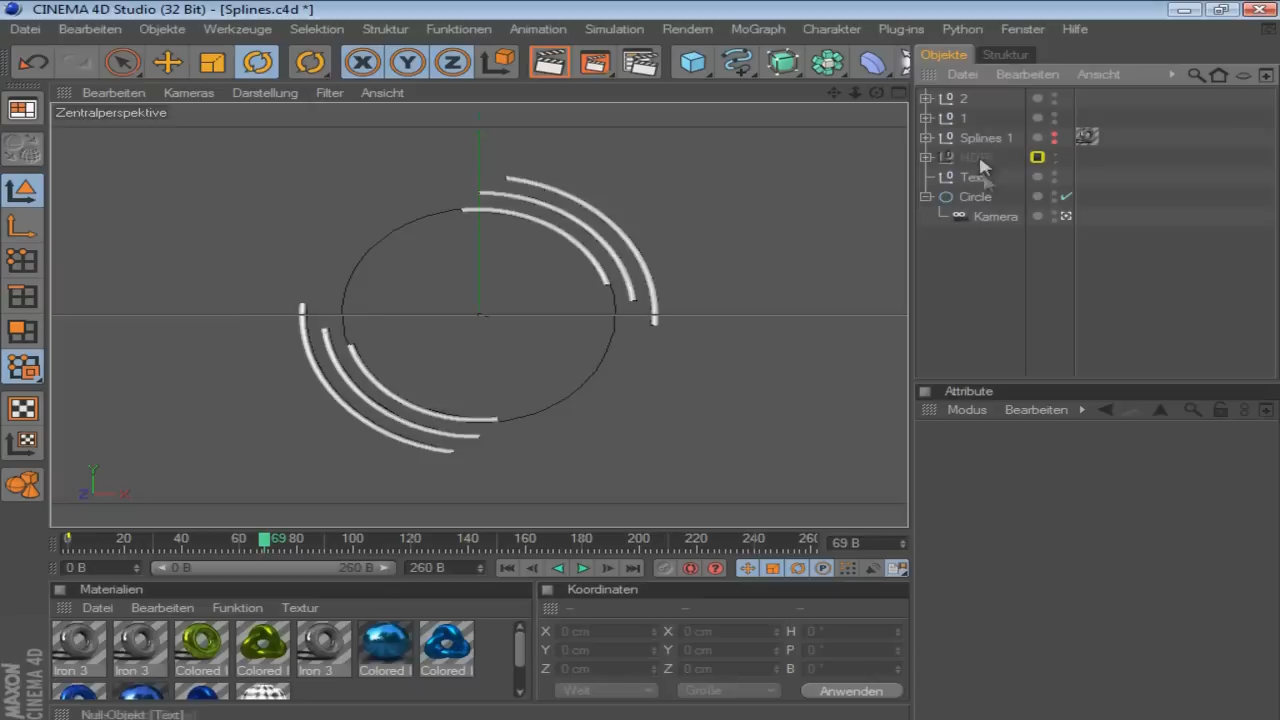 CINEMA 4D Studio (32 Bit) - [Splines.c4d *]
Datei Bearbeiten Objekte Werkzeuge Selektion Struktur Funktionen Animation Simulation Rendern MoGraph Charakter Plug-ins Python Fenster Hilfe
X Y Z
Objekte Struktur
Datei Bearbeiten Ansicht
Bearbeiten Kameras Darstellung Filter Ansicht
Zentralperspektive
2
1
Splines 1
Circle
Kamera
Y
Z X
Attribute
Modus Bearbeiten
0 20 40 60 69 80 100 120 140 160 180 200 220 240 69 B
0 B 0 B 260 B 260 B
Materialien
Datei Bearbeiten Funktion Textur
Iron 3 Iron 3 Colored I Colored I Iron 3 Colored I Colored I
Koordinaten
X 0 cm X 0 cm H 0 °
Y 0 cm Y 0 cm P 0 °
Z 0 cm Z 0 cm B 0 °
Welt Größe Anwenden
MAXON
CINEMA 4D
Null-Objekt [Text]